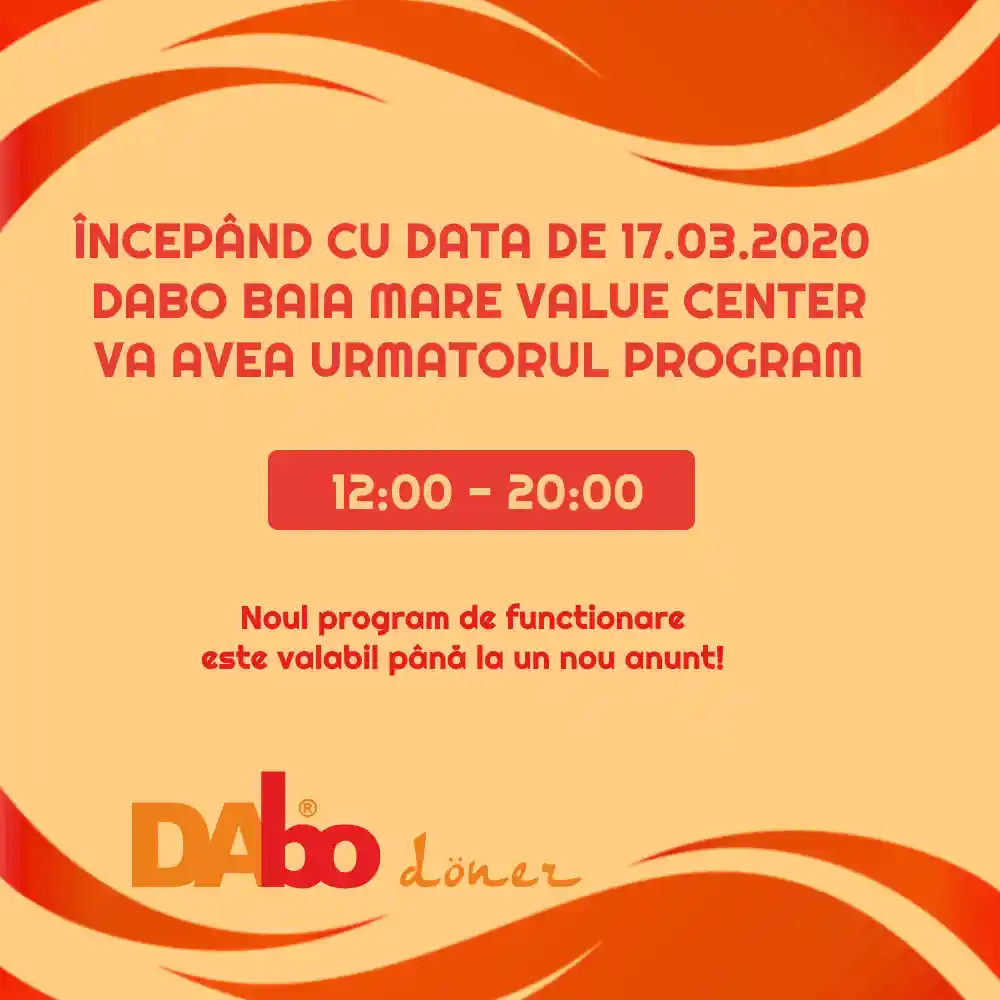 ÎNCEPÂND CU DATA DE 17.03.2020
DABO BAIA MARE VALUE CENTER
VA AVEA URMATORUL PROGRAM
12:00 - 20:00
Noul program de functionare
este valabil până la un nou anunt!
DAbo® döner